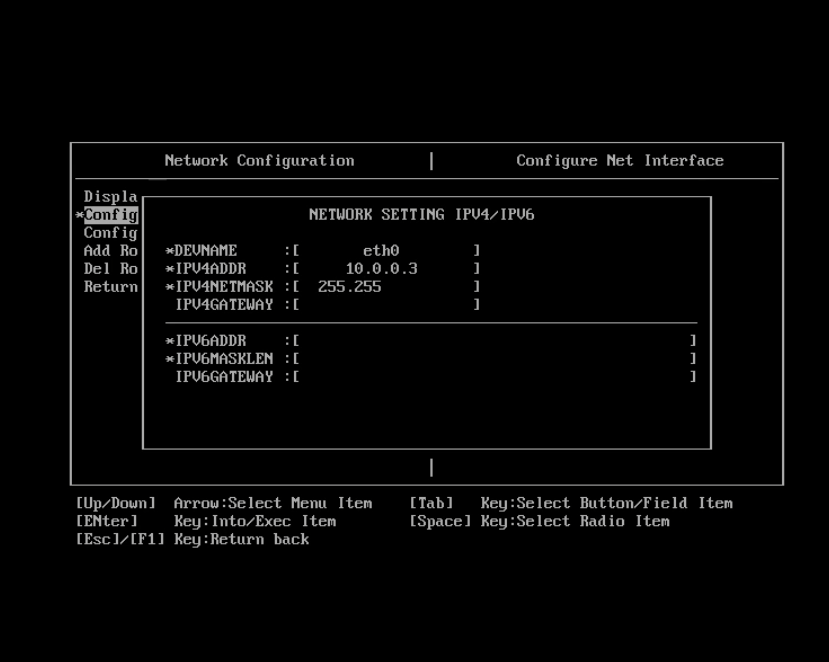 Network Configuration | Configure Net Interface
Displa
*Config
Config
Add Ro
Del Ro
Return
NETWORK SETTING IPV4/IPV6
*DEVNAME :[ eth0 ]
*IPV4ADDR :[ 10.0.0.3 ]
*IPV4NETMASK :[ 255.255 ]
IPV4GATEWAY :[ ]
*IPV6ADDR :[ ]
*IPV6MASKLEN :[ ]
IPV6GATEWAY :[ ]
|
[Up/Down] Arrow:Select Menu Item [Tab] Key:Select Button/Field Item
[ENter] Key:Into/Exec Item [Space] Key:Select Radio Item
[Esc]/[F1] Key:Return back